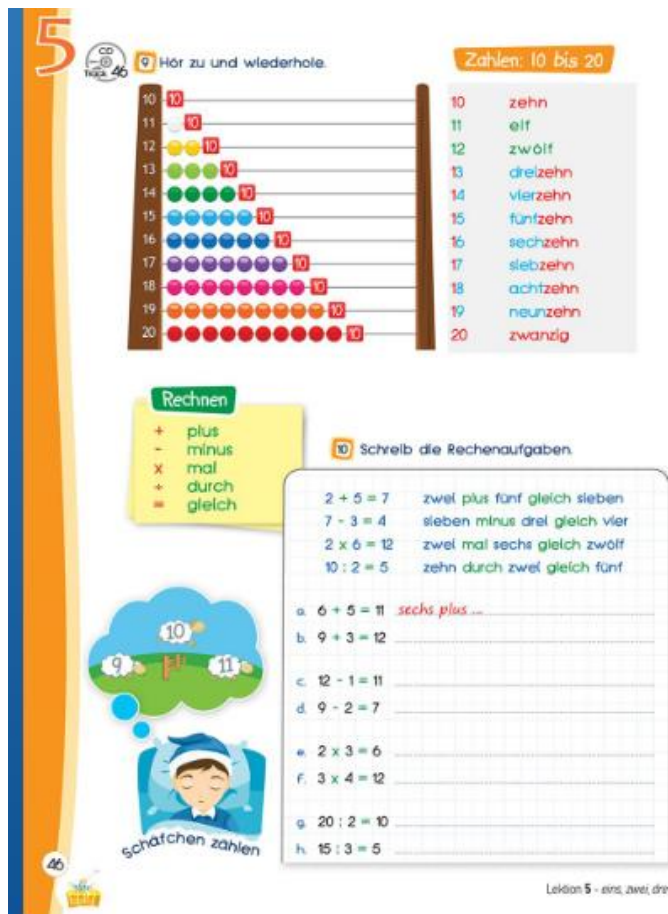 5
CD
Track 46
9 Hör zu und wiederhole.
10 10
11 10
12 10
13 10
14 10
15 10
16 10
17 10
18 10
19 10
20 10
Zahlen: 10 bis 20
10 zehn
11 elf
12 zwölf
13 dreizehn
14 vierzehn
15 fünfzehn
16 sechzehn
17 siebzehn
18 achtzehn
19 neunzehn
20 zwanzig
Rechnen
+ plus
- minus
x mal
÷ durch
= gleich
10 Schreib die Rechenaufgaben.
2 + 5 = 7 zwei plus fünf gleich sieben
7 - 3 = 4 sieben minus drei gleich vier
2 x 6 = 12 zwei mal sechs gleich zwölf
10 : 2 = 5 zehn durch zwei gleich fünf
a. 6 + 5 = 11 sechs plus ...
b. 9 + 3 = 12
c. 12 - 1 = 11
d. 9 - 2 = 7
e. 2 x 3 = 6
f. 3 x 4 = 12
g. 20 : 2 = 10
h. 15 : 3 = 5
9 10 11
Schäfchen zählen
46
Lektion 5 - eins, zwei, drei